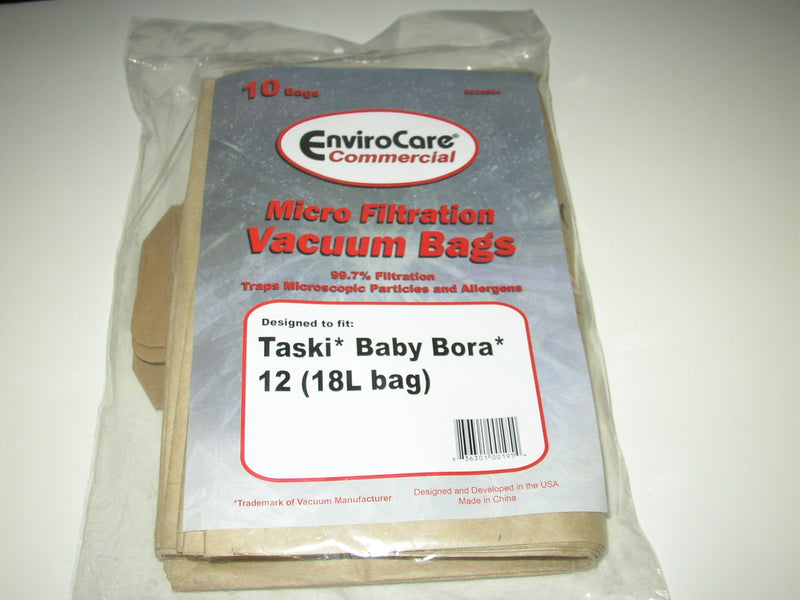 10 Bags
EnviroCare®
Commercial
Micro Filtration
Vacuum Bags
99.7% Filtration
Traps Microscopic Particles and Allergens
Designed to fit:
Taski* Baby Bora*
12 (18L bag)
36301 00195
*Trademark of Vacuum Manufacturer
Designed and Developed in the USA
Made in China